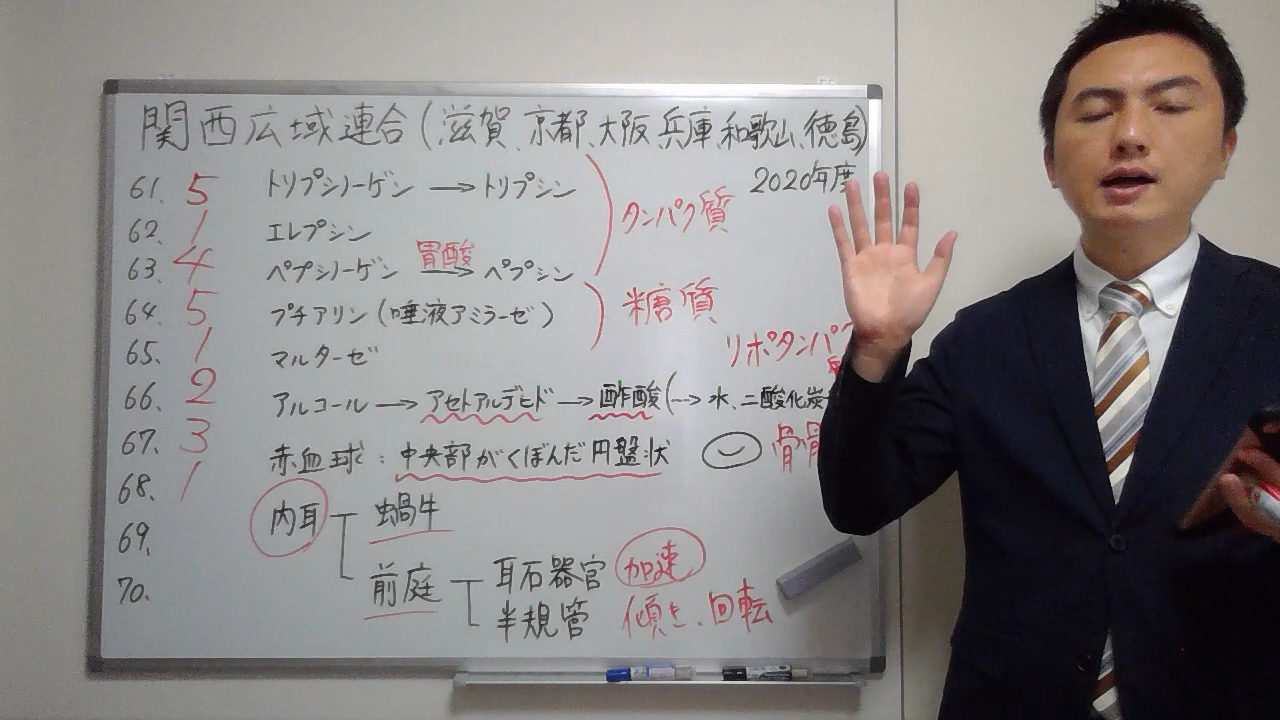 関西広域連合(滋賀、京都、大阪、兵庫、和歌山、徳島)
2020年度
61. 5 トリプシノーゲン → トリプシン
62. 1 エレプシン タンパク質
63. 4 ペプシノーゲン 胃酸 → ペプシン
64. 5 プチアリン(唾液アミラーゼ) 糖質
65. 1 マルターゼ リポタンパク
66. 2 アルコール → アセトアルデヒド → 酢酸(→ 水、二酸化炭
67. 3 赤血球:中央部がくぼんだ円盤状 骨骨
68. 1
内耳 蝸牛
69.
前庭 耳石器官 加速
70.
半規管 傾き、回転